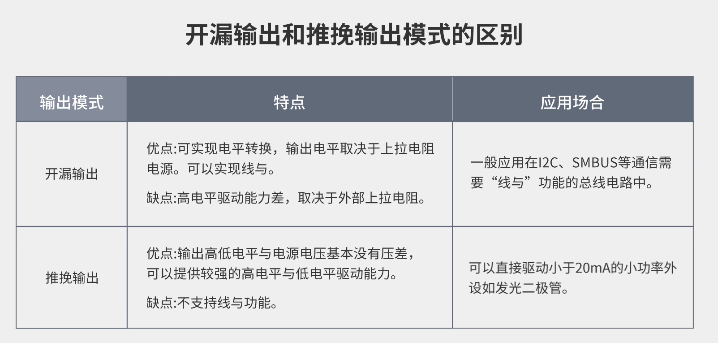 开漏输出和推挽输出模式的区别
输出模式
特点
应用场合
开漏输出
优点:可实现电平转换，输出电平取决于上拉电阻
电源。可以实现线与。
缺点:高电平驱动能力差，取决于外部上拉电阻。
一般应用在I2C、SMBUS等通信需
要“线与”功能的总线电路中。
推挽输出
优点:输出高低电平与电源电压基本没有压差，
可以提供较强的高电平与低电平驱动能力。
缺点:不支持线与功能。
可以直接驱动小于20mA的小功率外
设如发光二极管。